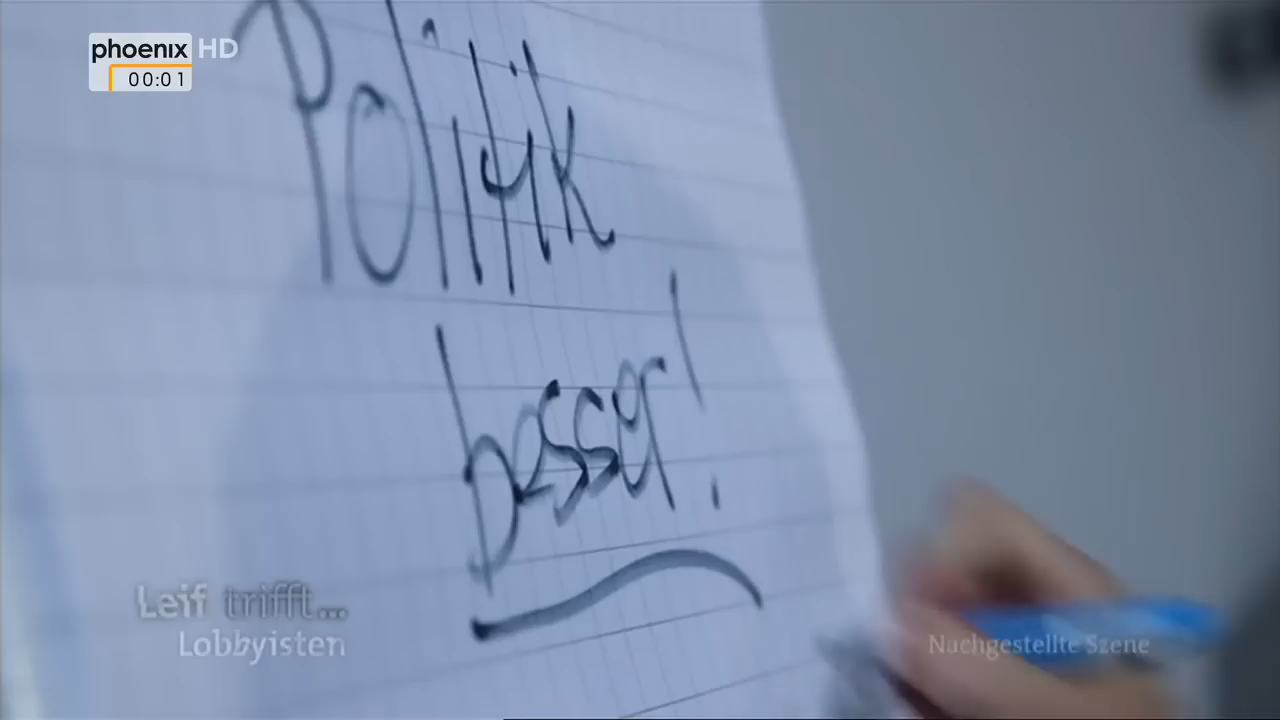 phoenix HD
00:01
Politik
besser!
Leif trifft...
Lobbyisten
Nachgestellte Szene